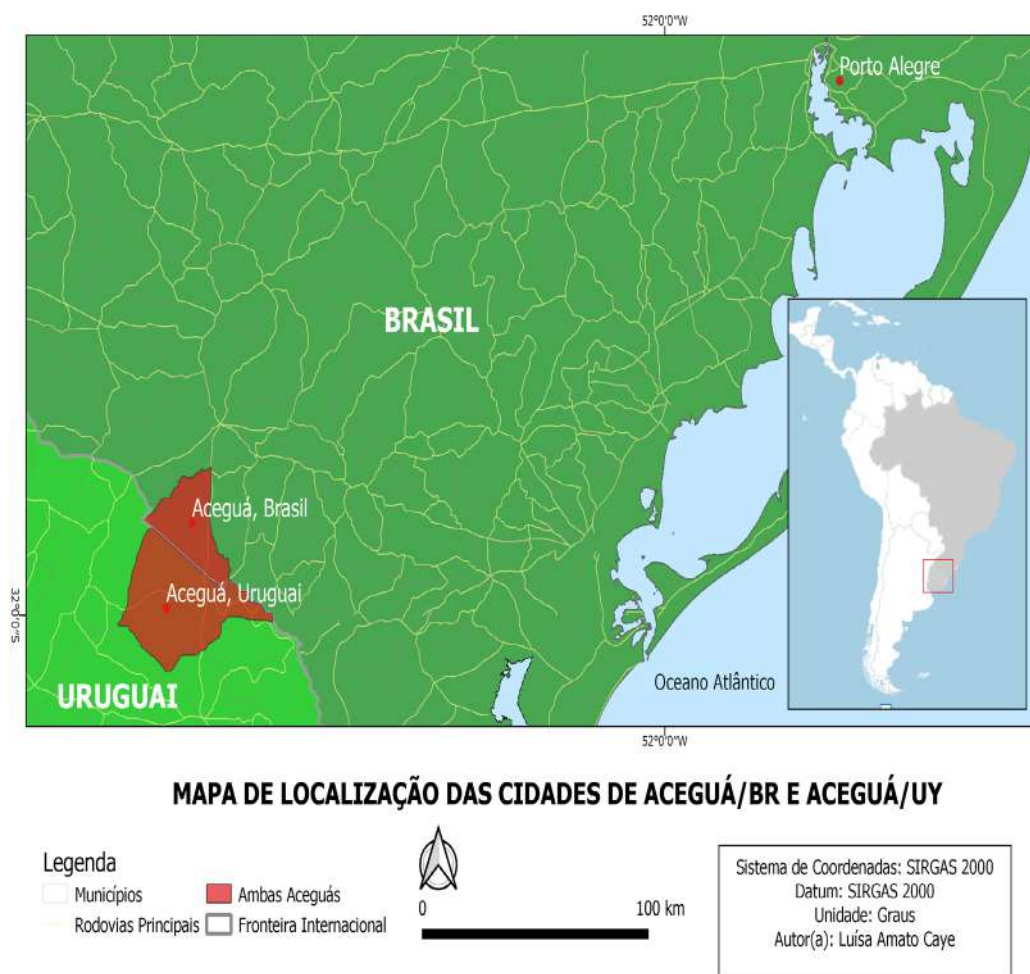 52°0'0"W
Porto Alegre
BRASIL
Aceguá, Brasil
Aceguá, Uruguai
32°0'0"S
URUGUAI
Oceano Atlântico
52°0'0"W
MAPA DE LOCALIZAÇÃO DAS CIDADES DE ACEGUÁ/BR E ACEGUÁ/UY
Legenda
Municípios
Ambas Aceguás
Rodovias Principais
Fronteira Internacional
0
100 km
Sistema de Coordenadas: SIRGAS 2000
Datum: SIRGAS 2000
Unidade: Graus
Autor(a): Luísa Amato Caye